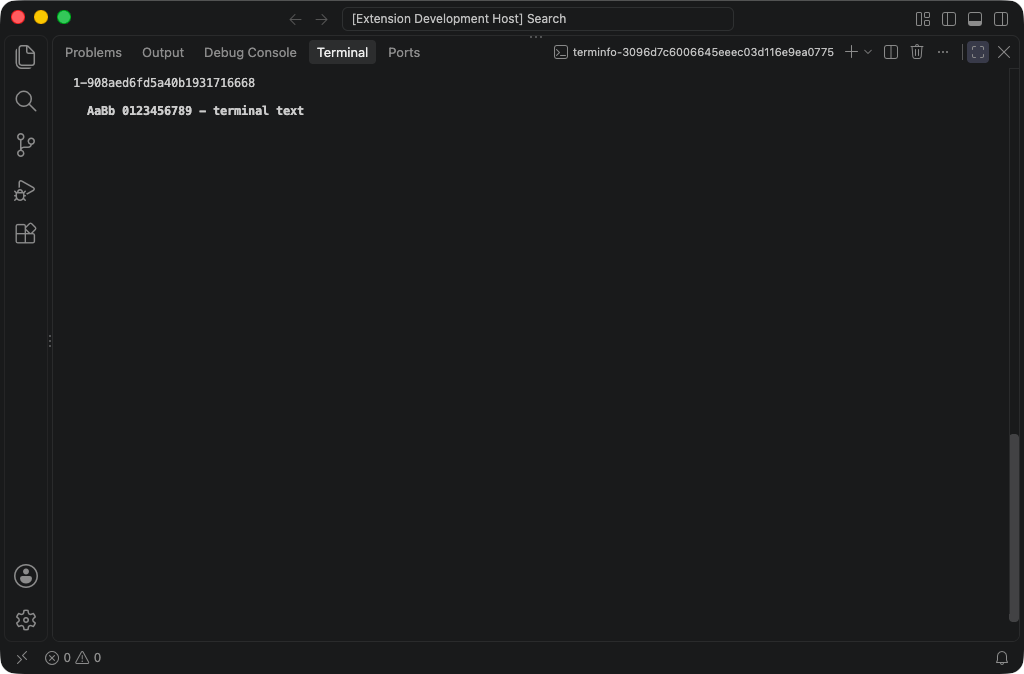 [Extension Development Host] Search
Problems Output Debug Console Terminal Ports
terminfo-3096d7c6006645eeec03d116e9ea0775
1-908aed6fd5a40b1931716668
AaBb 0123456789 – terminal text
0 0